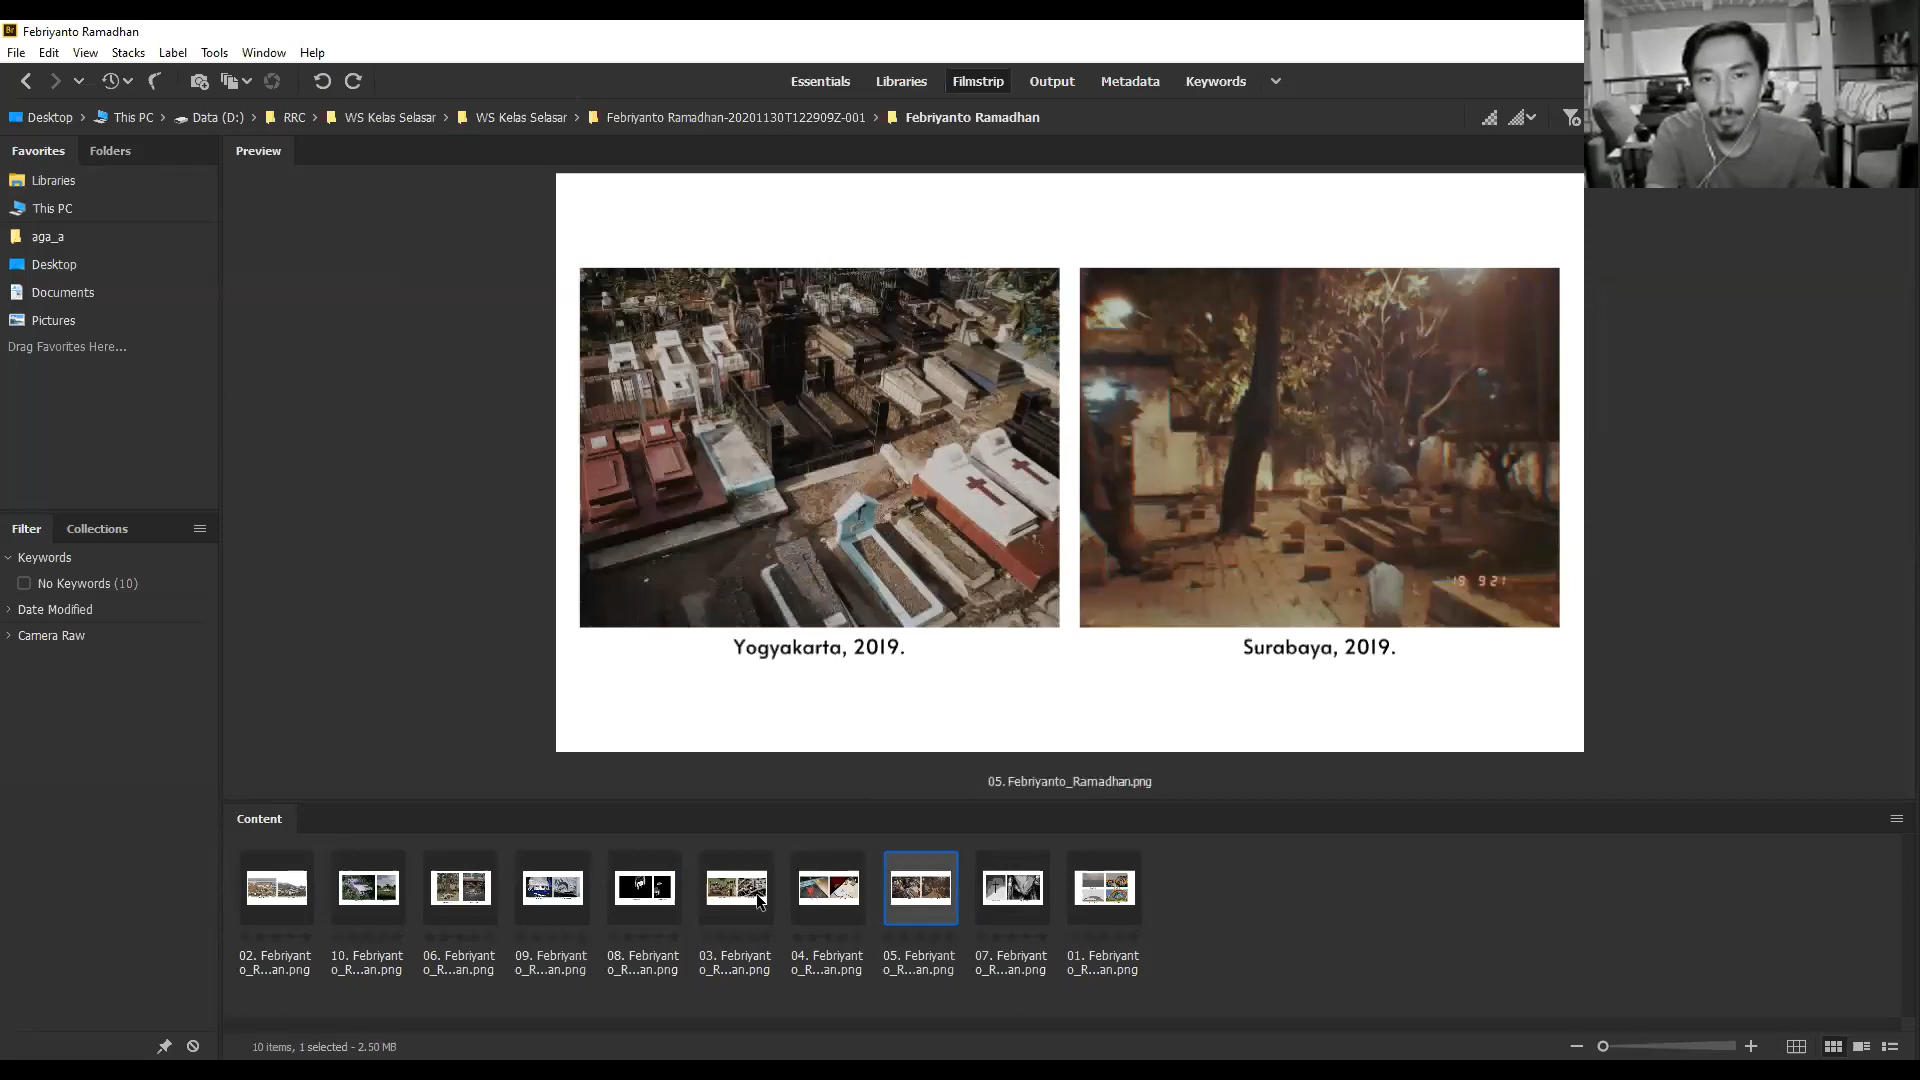 Br Febriyanto Ramadhan
File Edit View Stacks Label Tools Window Help
Essentials Libraries Filmstrip Output Metadata Keywords
Desktop This PC Data (D:) RRC WS Kelas Selasar WS Kelas Selasar Febriyanto Ramadhan-20201130T122909Z-001 Febriyanto Ramadhan
Favorites Folders
Preview
Libraries
This PC
aga_a
Desktop
Documents
Pictures
Drag Favorites Here...
'19 9 21
Yogyakarta, 2019. Surabaya, 2019.
05. Febriyanto_Ramadhan.png
Filter Collections
Keywords
No Keywords (10)
Date Modified
Camera Raw
Content
02. Febriyant
o_R...an.png
10. Febriyant
o_R...an.png
06. Febriyant
o_R...an.png
09. Febriyant
o_R...an.png
08. Febriyant
o_R...an.png
03. Febriyant
o_R...an.png
04. Febriyant
o_R...an.png
05. Febriyant
o_R...an.png
07. Febriyant
o_R...an.png
01. Febriyant
o_R...an.png
10 items, 1 selected - 2.50 MB